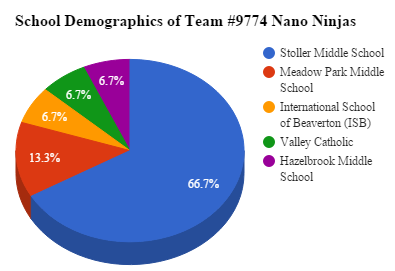 School Demographics of Team #9774 Nano Ninjas
Stoller Middle School
Meadow Park Middle
School
International School
of Beaverton (ISB)
Valley Catholic
Hazelbrook Middle
School
6.7%
6.7%
6.7%
13.3%
66.7%